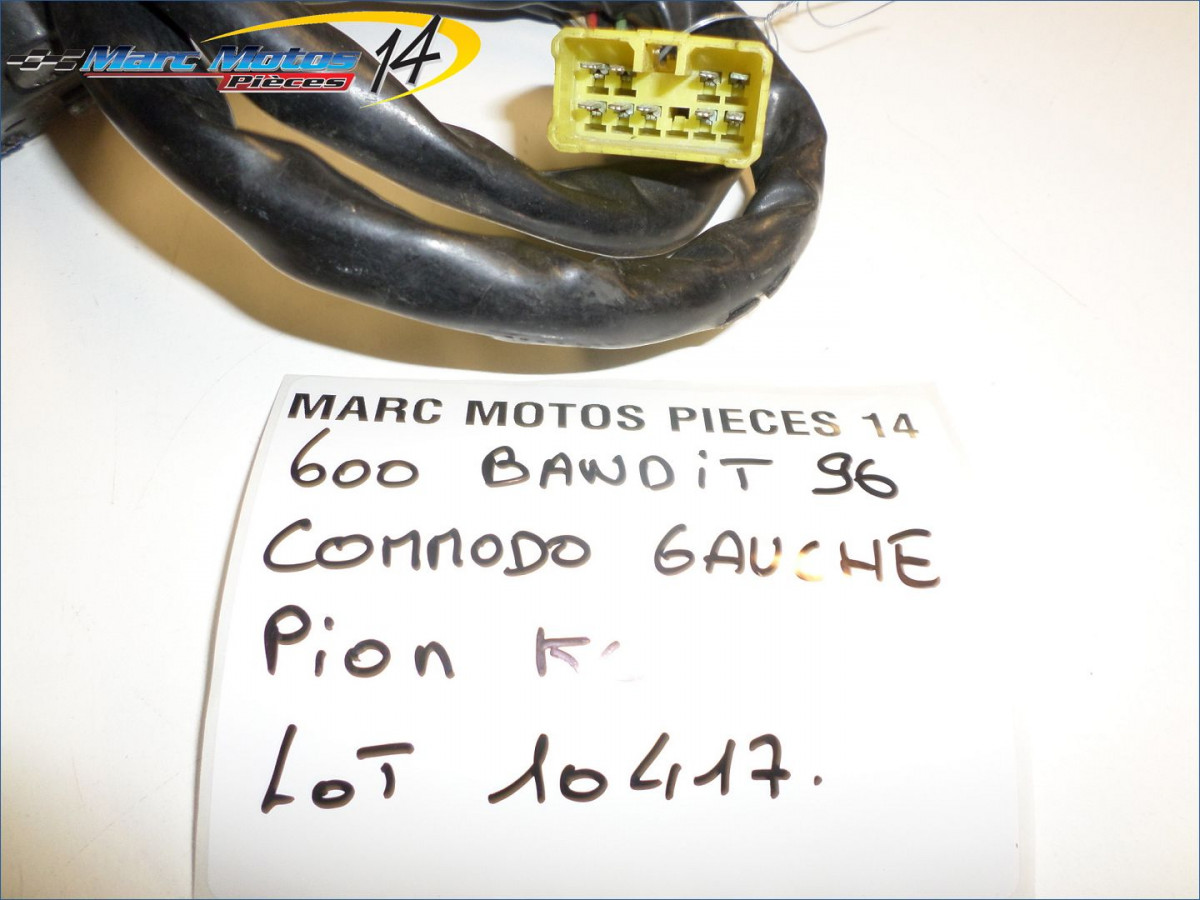 Marc Motos 14
Pièces
MARC MOTOS PIECES 14
600 BANDiT 96
COMMODO GAUCHE
Pion
LOT 10417.